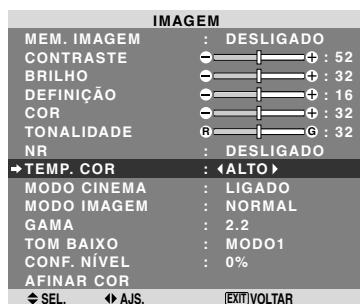 IMAGEM
MEM. IMAGEM : DESLIGADO
CONTRASTE : 52
BRILHO : 32
DEFINIÇÃO : 16
COR : 32
TONALIDADE R G : 32
NR : DESLIGADO
TEMP. COR : ALTO
MODO CINEMA : LIGADO
MODO IMAGEM : NORMAL
GAMA : 2.2
TOM BAIXO : MODO1
CONF. NÍVEL : 0%
AFINAR COR
SEL. AJS. EXIT VOLTAR